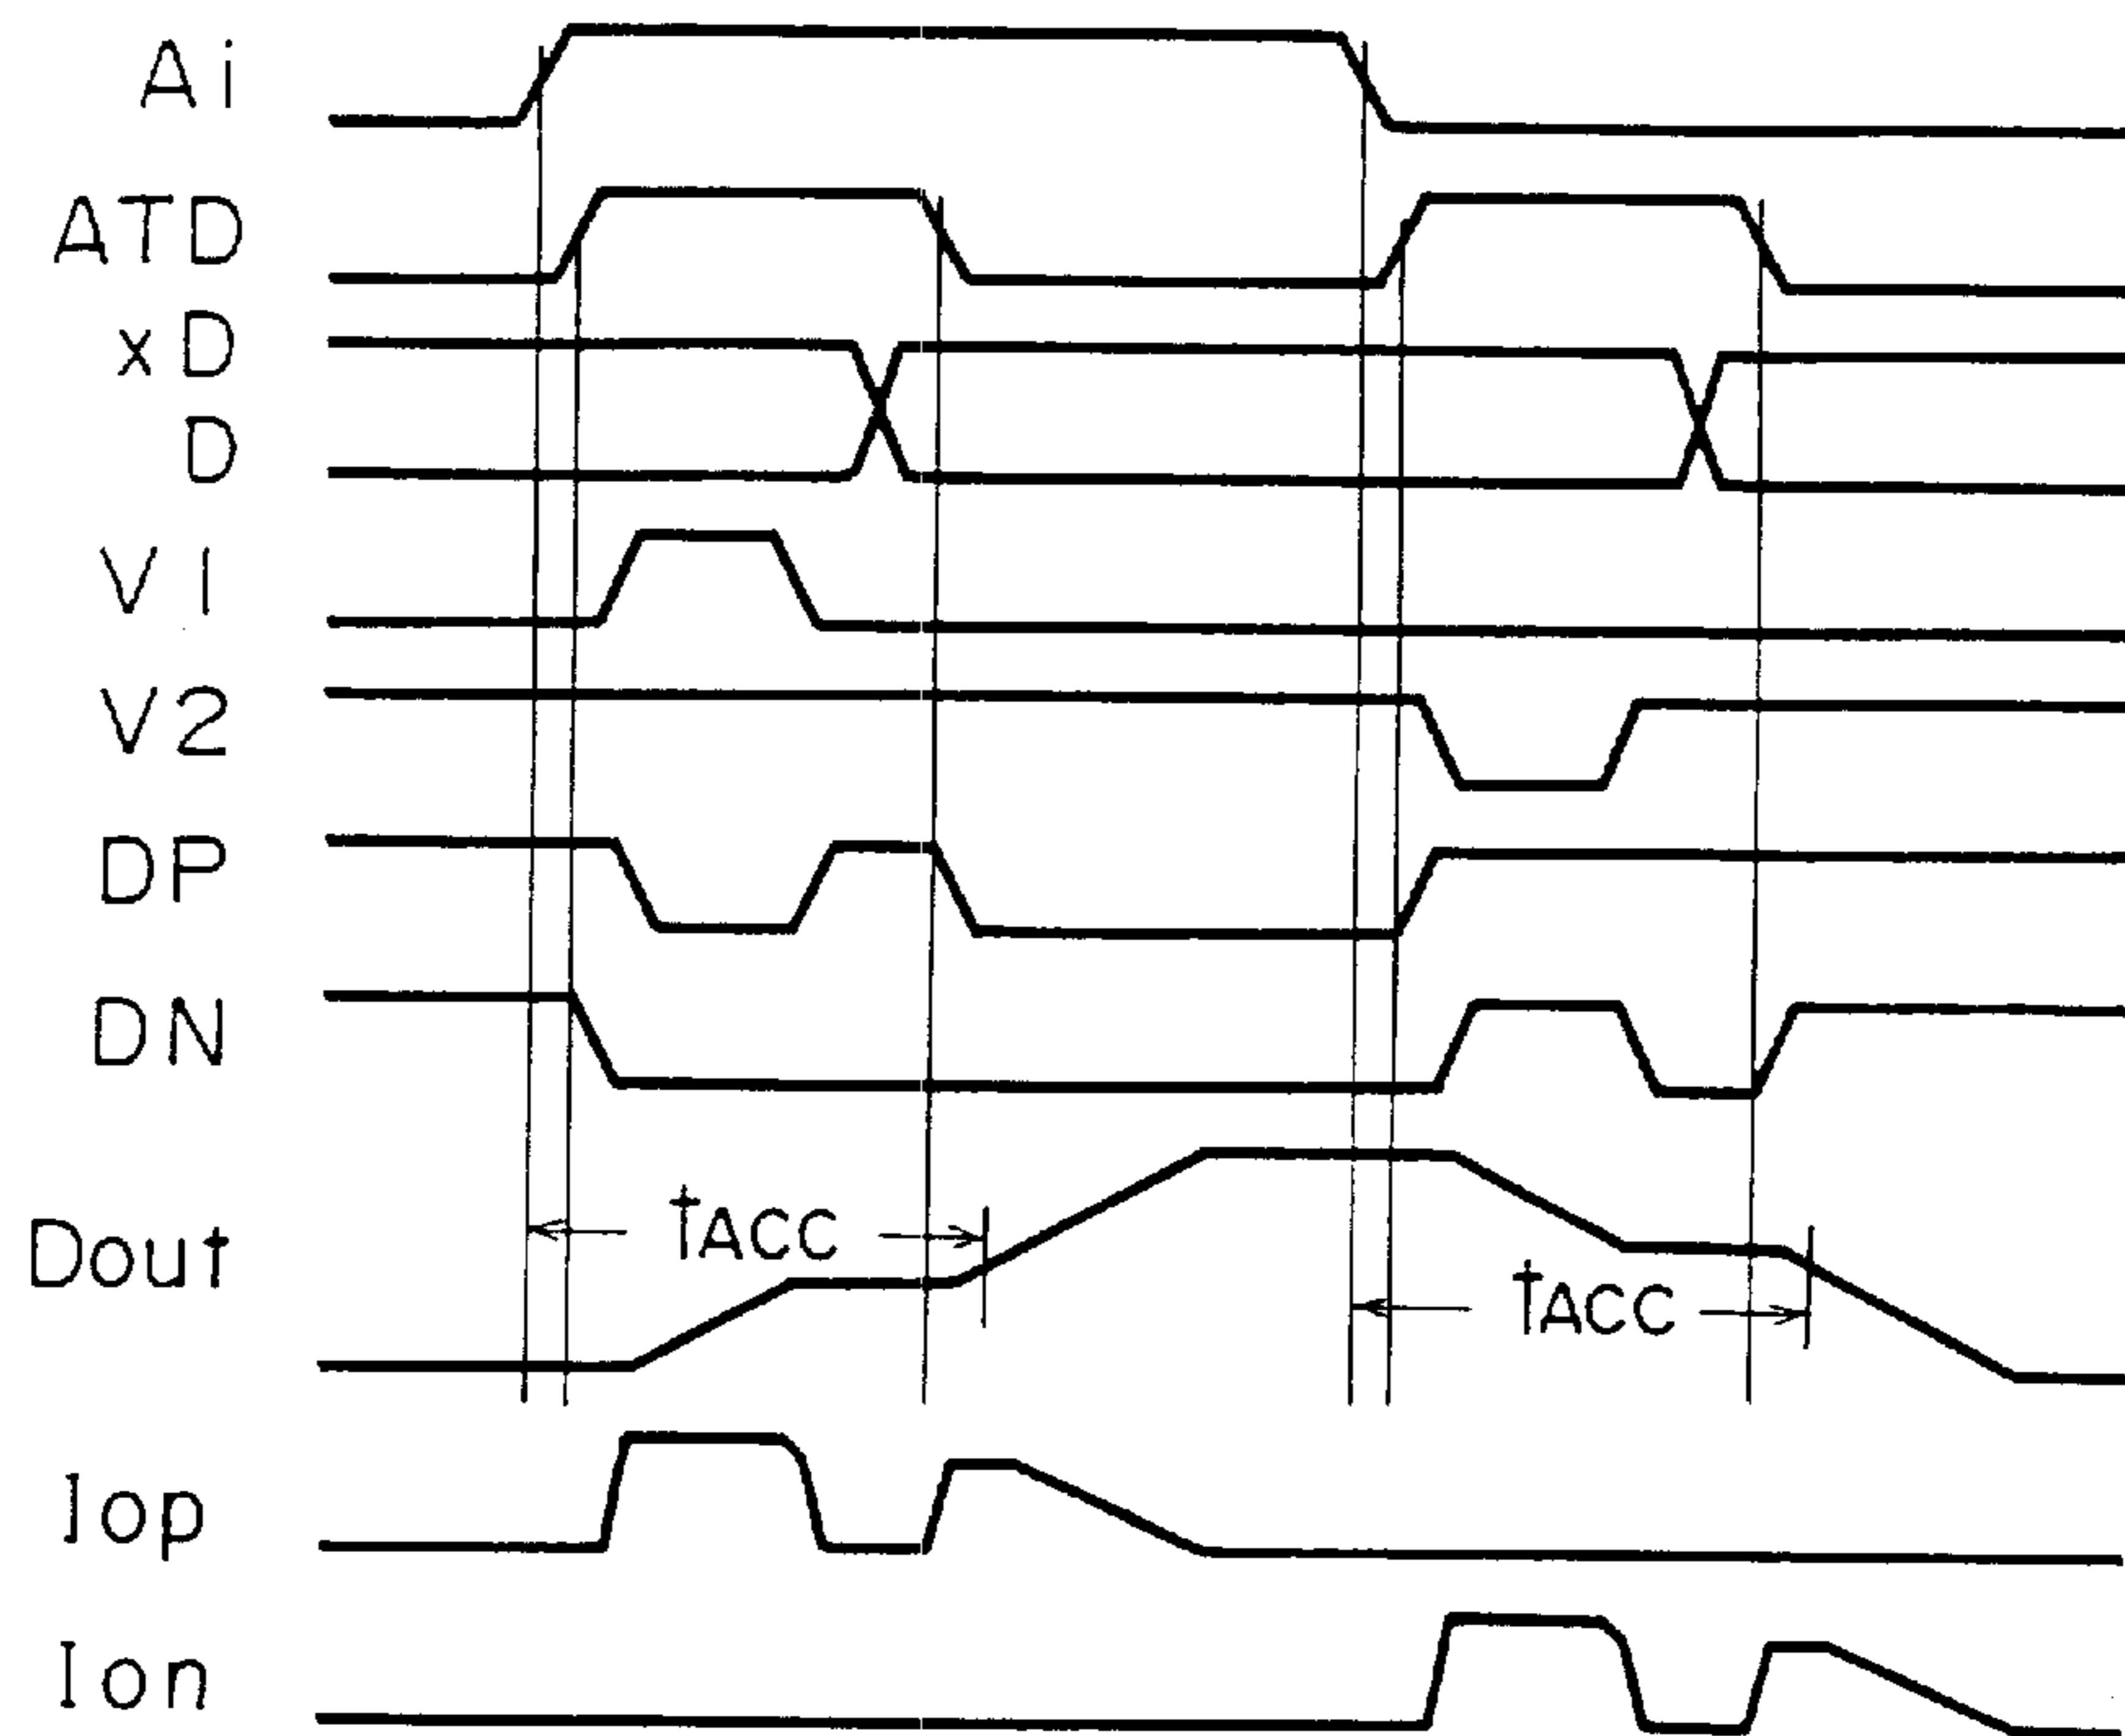 Ai
ATD
xD
D
V1
V2
DP
DN
Dout
tACC
tACC
Iop
Ion